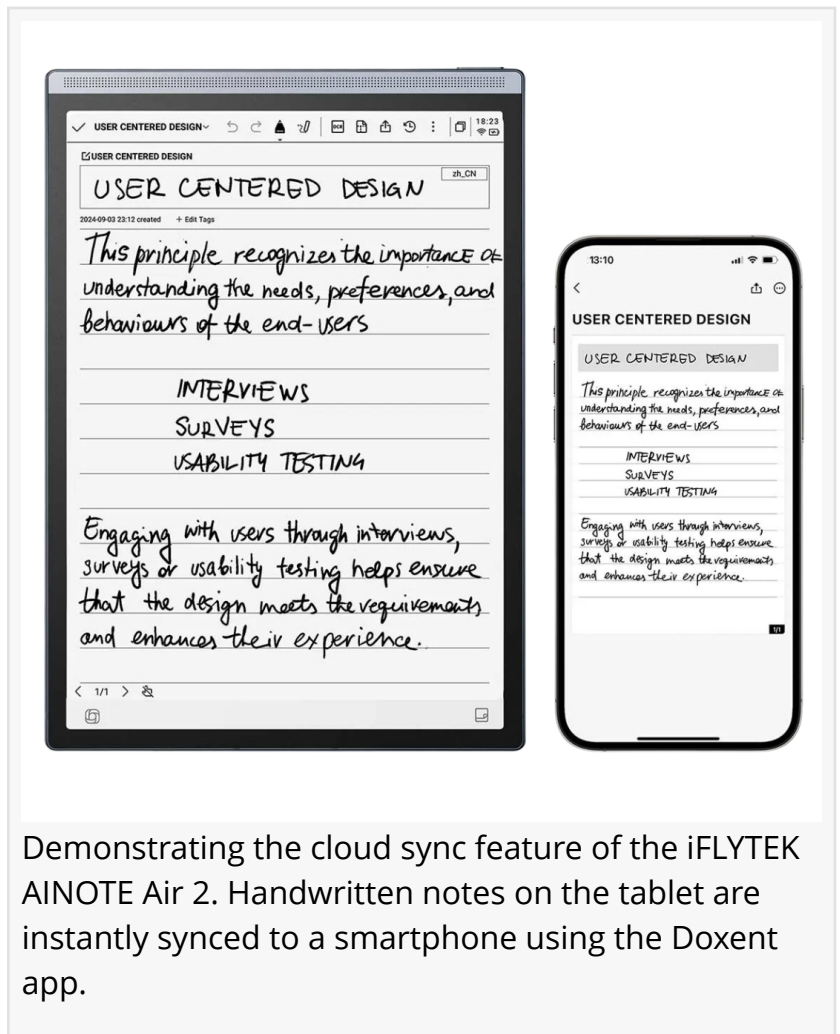 USER CENTERED DESIGN
18:23
USER CENTERED DESIGN
zh_CN
USER CENTERED DESIGN
2024-09-03 23:12 created + Edit Tags
This principle recognizes the importance of
understanding the needs, preferences, and
behaviours of the end-users
INTERVIEWS
SURVEYS
USABILITY TESTING
Engaging with users through interviews,
surveys or usability testing helps ensure
that the design meets the requirements
and enhances their experience.
1/1
13:10
USER CENTERED DESIGN
USER CENTERED DESIGN
This principle recognizes the importance of
understanding the needs, preferences, and
behaviours of the end-users
INTERVIEWS
SURVEYS
USABILITY TESTING
Engaging with users through interviews,
surveys or usability testing helps ensure
that the design meets the requirements
and enhances their experience.
1/1
Demonstrating the cloud sync feature of the iFLYTEK
AINOTE Air 2. Handwritten notes on the tablet are
instantly synced to a smartphone using the Doxent
app.